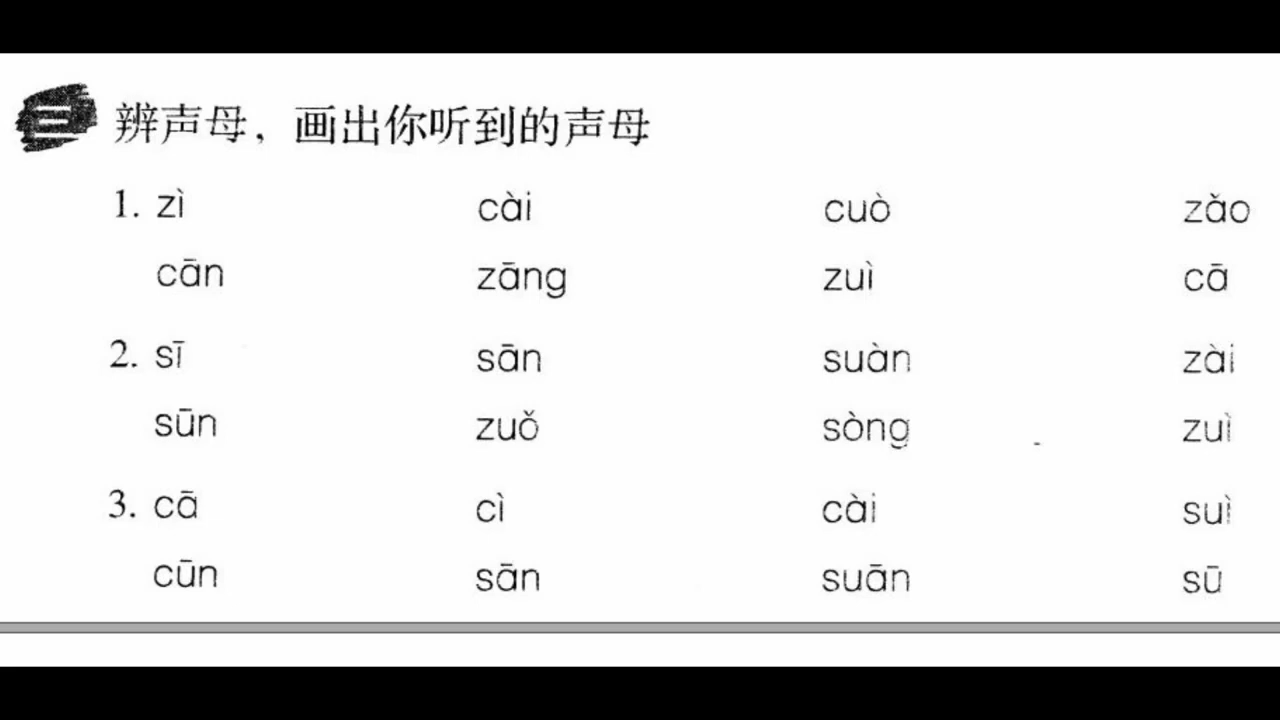 三 辨声母，画出你听到的声母
1. zì cài cuò zǎo
cān zāng zuì cā
2. sī sān suàn zài
sūn zuǒ sòng zuì
3. cā cì cài suì
cūn sān suān sū